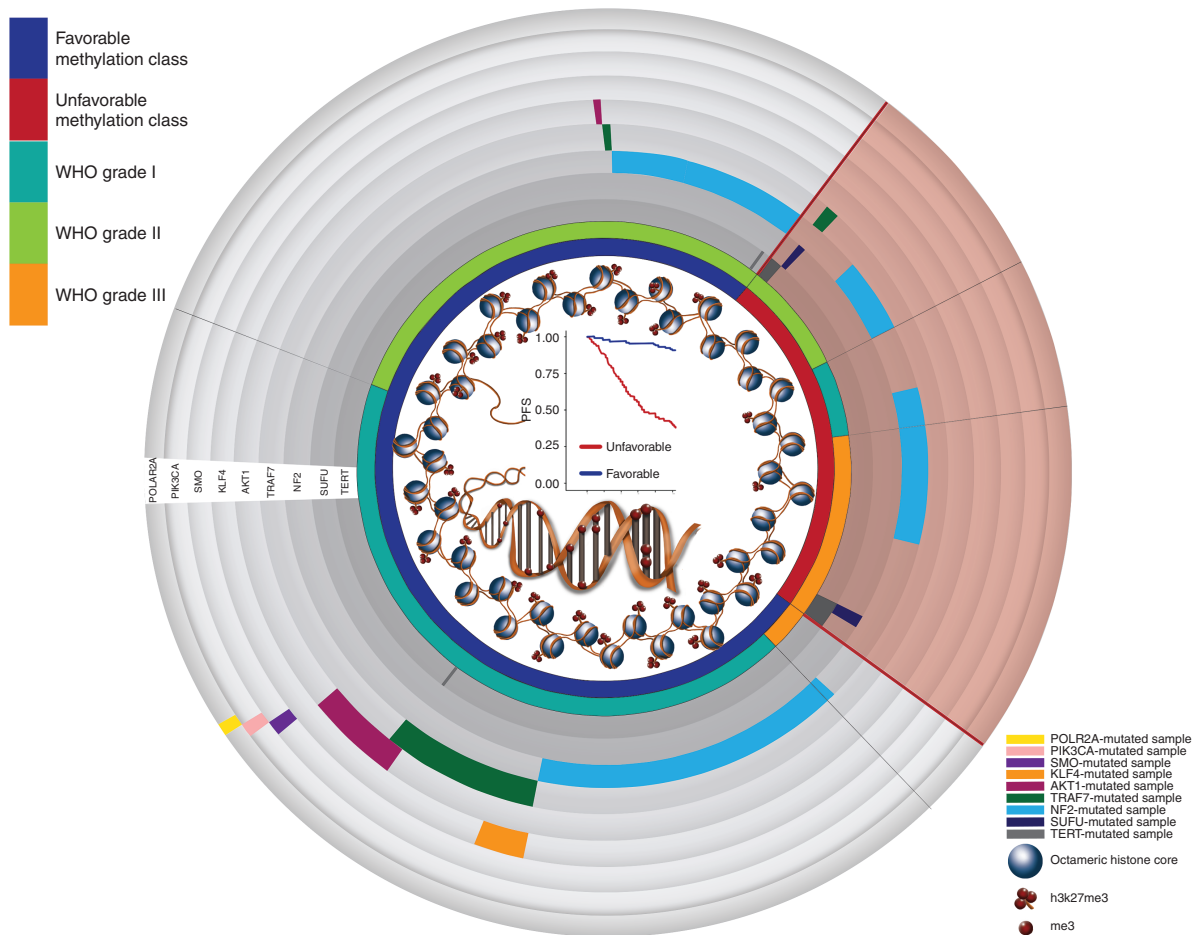 Favorable
methylation class
Unfavorable
methylation class
WHO grade I
WHO grade II
WHO grade III
POLAR2A
PIK3CA
SMO
KLF4
AKT1
TRAF7
NF2
SUFU
TERT
1.00
0.75
0.50
0.25
0.00
PFS
Unfavorable
Favorable
POLR2A-mutated sample
PIK3CA-mutated sample
SMO-mutated sample
KLF4-mutated sample
AKT1-mutated sample
TRAF7-mutated sample
NF2-mutated sample
SUFU-mutated sample
TERT-mutated sample
Octameric histone core
h3k27me3
me3